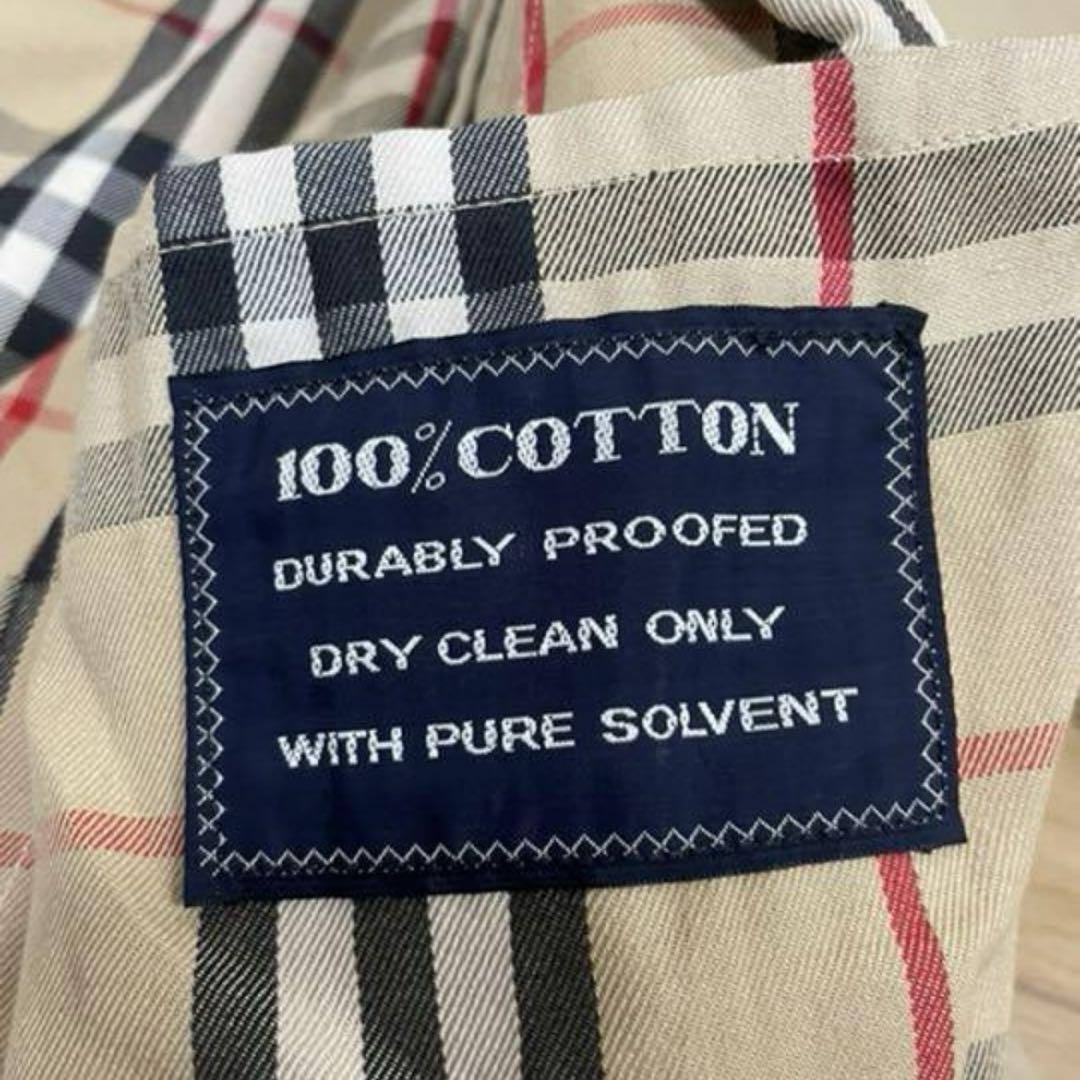 100% COTTON
DURABLY PROOFED
DRY CLEAN ONLY
WITH PURE SOLVENT